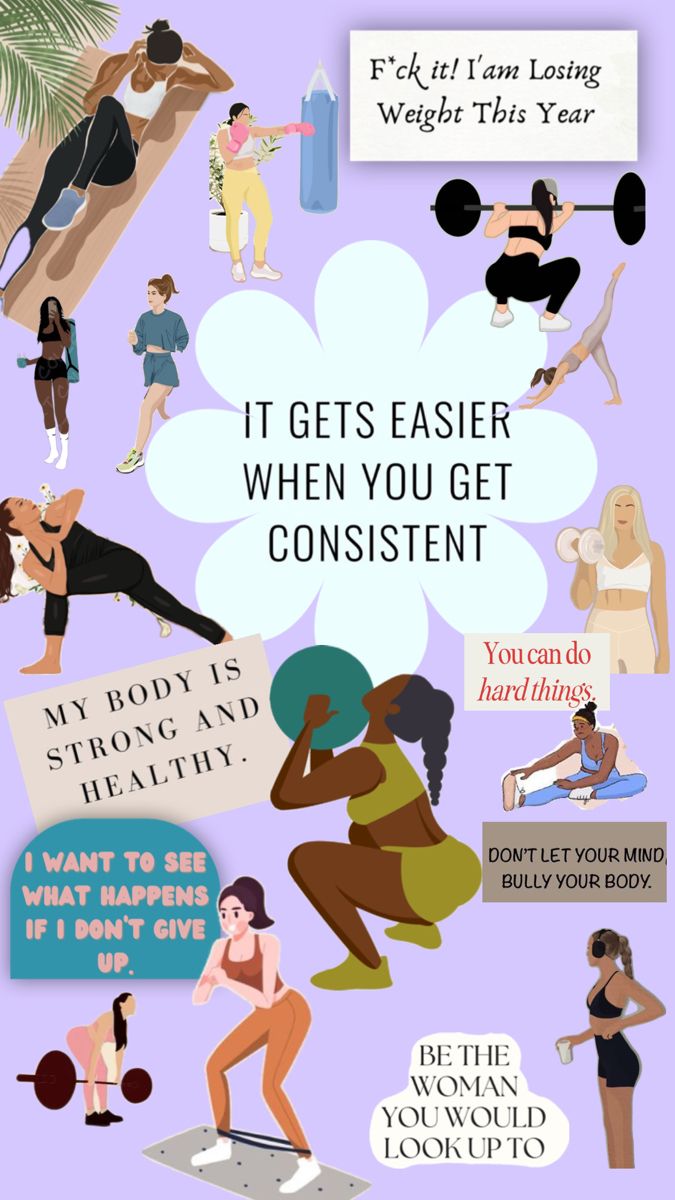 F*ck it! I'am Losing
Weight This Year
IT GETS EASIER
WHEN YOU GET
CONSISTENT
You can do
hard things.
MY BODY IS
STRONG AND
HEALTHY.
DON'T LET YOUR MIND
BULLY YOUR BODY.
I WANT TO SEE
WHAT HAPPENS
IF I DON'T GIVE
UP.
BE THE
WOMAN
YOU WOULD
LOOK UP TO